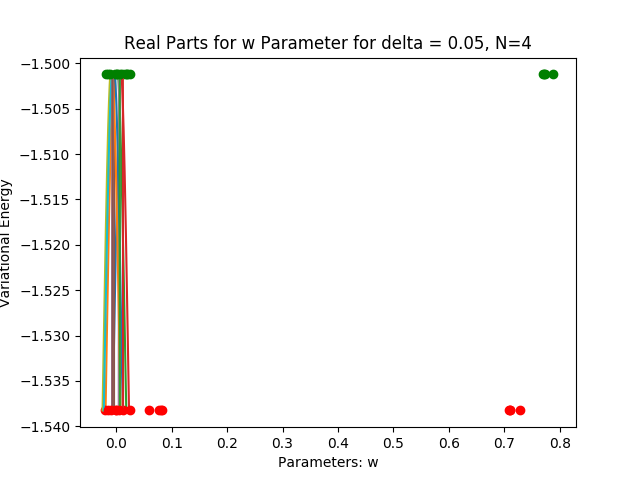 Real Parts for w Parameter for delta = 0.05, N=4
−1.500
−1.505
−1.510
−1.515
−1.520
−1.525
−1.530
−1.535
−1.540
Variational Energy
0.0 0.1 0.2 0.3 0.4 0.5 0.6 0.7 0.8
Parameters: w